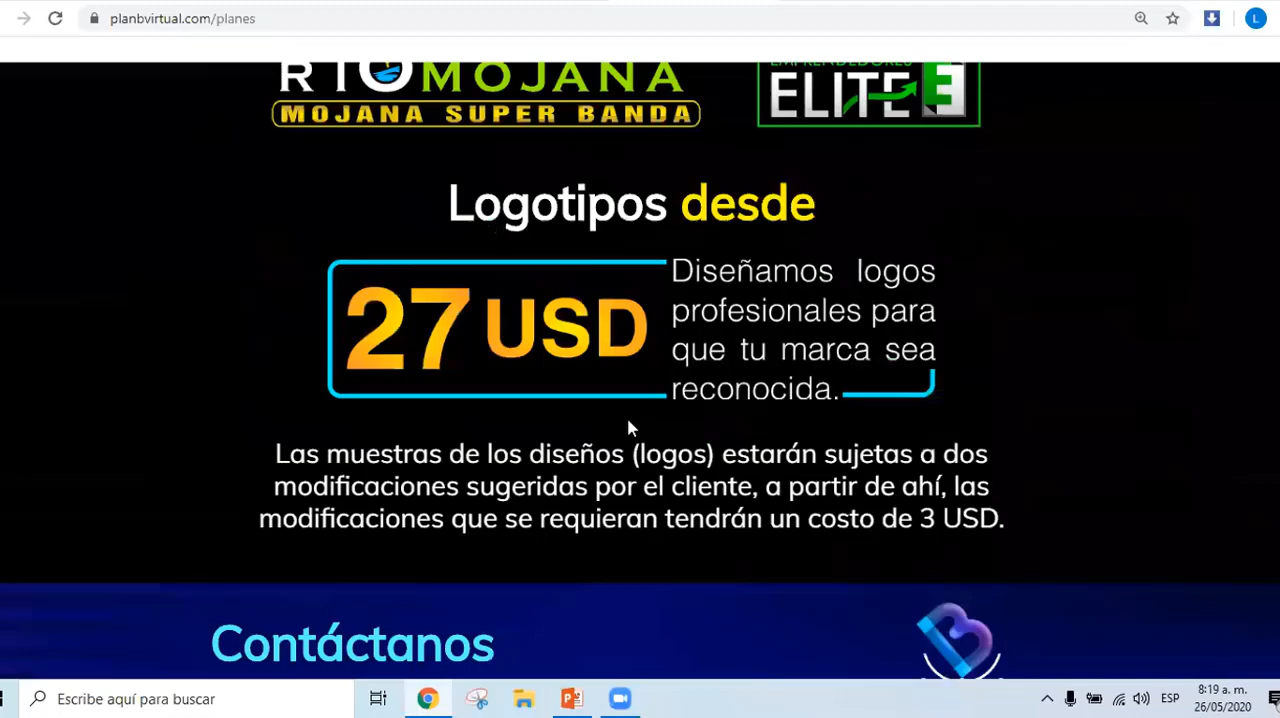 planbvirtual.com/planes
L
RIOMOJANA
MOJANA SUPER BANDA
EMPRENDEDORES
ELITE E
Logotipos desde
27 USD
Diseñamos logos
profesionales para
que tu marca sea
reconocida.
Las muestras de los diseños (logos) estarán sujetas a dos
modificaciones sugeridas por el cliente, a partir de ahí, las
modificaciones que se requieran tendrán un costo de 3 USD.
Contáctanos
Escribe aquí para buscar
ESP
8:19 a. m.
26/05/2020